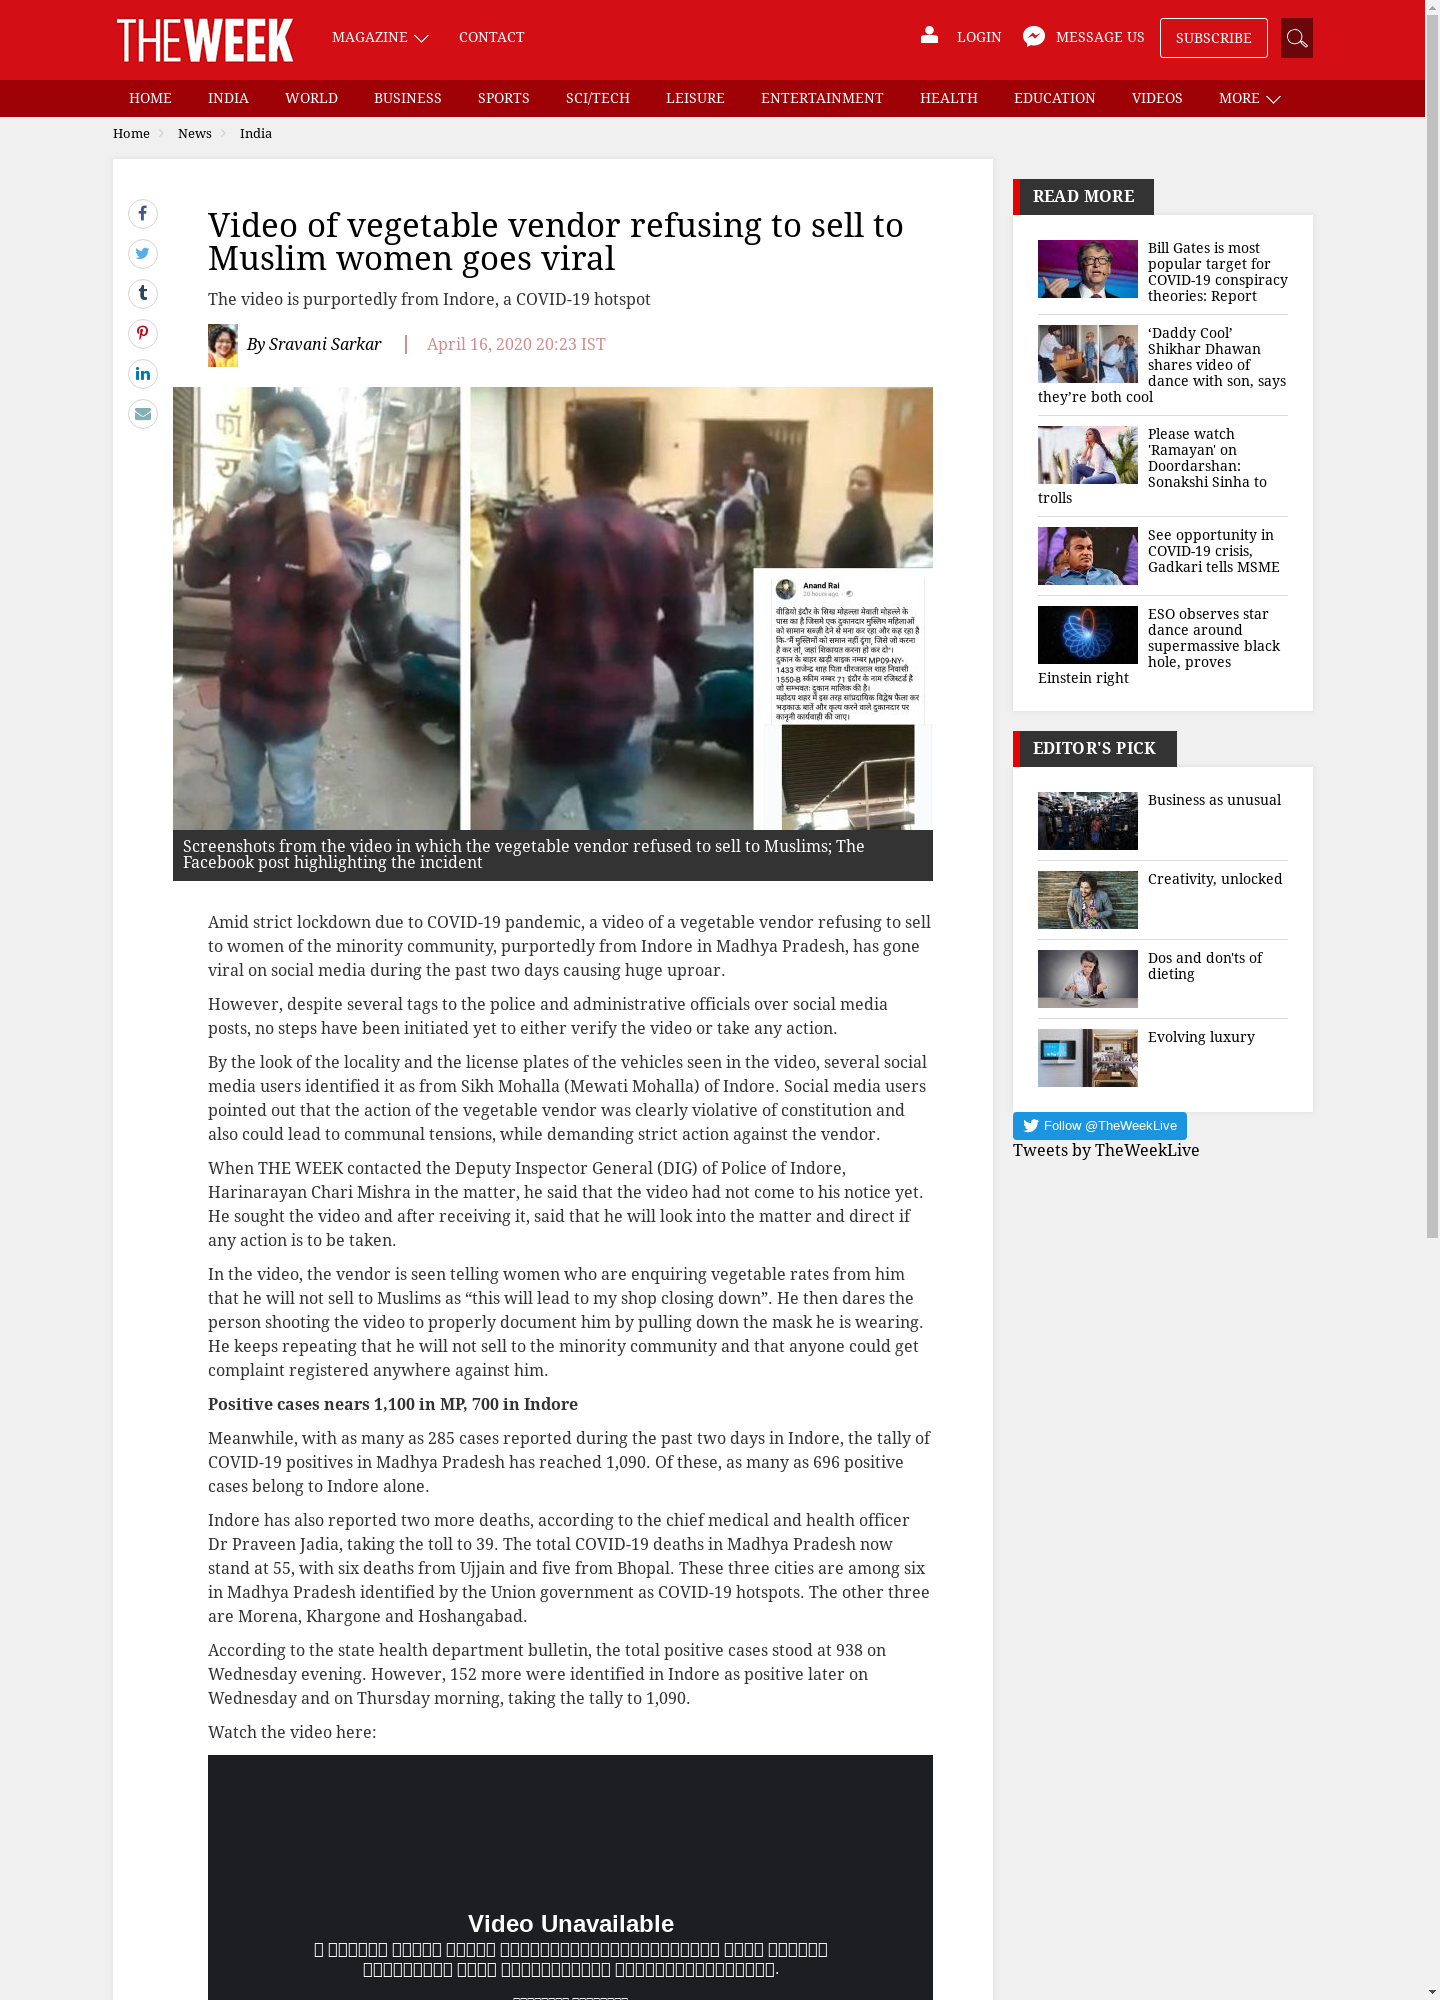 THE WEEK
MAGAZINE
CONTACT
LOGIN
MESSAGE US
SUBSCRIBE
HOME
INDIA
WORLD
BUSINESS
SPORTS
SCI/TECH
LEISURE
ENTERTAINMENT
HEALTH
EDUCATION
VIDEOS
MORE
Home
News
India
Video of vegetable vendor refusing to sell to
Muslim women goes viral
The video is purportedly from Indore, a COVID-19 hotspot
By Sravani Sarkar
April 16, 2020 20:23 IST
Anand Rai
20 hours ago
वीडियो इंदौर के सिख मोहल्ला मेवाती मोहल्ले के
पास का है जिसमे एक दुकानदार मुस्लिम महिलाओं
को सामान सब्ज़ी देने से मना कर रहा और कह रहा है
कि-"मैं मुस्लिमों को समान नहीं दूंगा, जिसे जो करना
है कर लो, जहां शिकायत करना हो कर दो"।
दुकान के बाहर खड़ी बाइक नम्बर MP09-NY-
1433 राजेन्द्र शाह पिता धीरजलाल शाह निवासी
1550-B स्कीम नम्बर 71 इंदौर के नाम रजिस्टर्ड है
जो सम्भवतः दुकान मालिक की है।
महोदय शहर में इस तरह सांप्रदायिक विद्वेष फैला कर
भड़काऊ बातें और कृत्य करने वाले दुकानदार पर
कानूनी कार्यवाही की जाए।
Screenshots from the video in which the vegetable vendor refused to sell to Muslims; The
Facebook post highlighting the incident
Amid strict lockdown due to COVID-19 pandemic, a video of a vegetable vendor refusing to sell
to women of the minority community, purportedly from Indore in Madhya Pradesh, has gone
viral on social media during the past two days causing huge uproar.
However, despite several tags to the police and administrative officials over social media
posts, no steps have been initiated yet to either verify the video or take any action.
By the look of the locality and the license plates of the vehicles seen in the video, several social
media users identified it as from Sikh Mohalla (Mewati Mohalla) of Indore. Social media users
pointed out that the action of the vegetable vendor was clearly violative of constitution and
also could lead to communal tensions, while demanding strict action against the vendor.
When THE WEEK contacted the Deputy Inspector General (DIG) of Police of Indore,
Harinarayan Chari Mishra in the matter, he said that the video had not come to his notice yet.
He sought the video and after receiving it, said that he will look into the matter and direct if
any action is to be taken.
In the video, the vendor is seen telling women who are enquiring vegetable rates from him
that he will not sell to Muslims as “this will lead to my shop closing down”. He then dares the
person shooting the video to properly document him by pulling down the mask he is wearing.
He keeps repeating that he will not sell to the minority community and that anyone could get
complaint registered anywhere against him.
Positive cases nears 1,100 in MP, 700 in Indore
Meanwhile, with as many as 285 cases reported during the past two days in Indore, the tally of
COVID-19 positives in Madhya Pradesh has reached 1,090. Of these, as many as 696 positive
cases belong to Indore alone.
Indore has also reported two more deaths, according to the chief medical and health officer
Dr Praveen Jadia, taking the toll to 39. The total COVID-19 deaths in Madhya Pradesh now
stand at 55, with six deaths from Ujjain and five from Bhopal. These three cities are among six
in Madhya Pradesh identified by the Union government as COVID-19 hotspots. The other three
are Morena, Khargone and Hoshangabad.
According to the state health department bulletin, the total positive cases stood at 938 on
Wednesday evening. However, 152 more were identified in Indore as positive later on
Wednesday and on Thursday morning, taking the tally to 1,090.
Watch the video here:
Video Unavailable
READ MORE
Bill Gates is most
popular target for
COVID-19 conspiracy
theories: Report
‘Daddy Cool’
Shikhar Dhawan
shares video of
dance with son, says
they’re both cool
Please watch
'Ramayan' on
Doordarshan:
Sonakshi Sinha to
trolls
See opportunity in
COVID-19 crisis,
Gadkari tells MSME
ESO observes star
dance around
supermassive black
hole, proves
Einstein right
EDITOR'S PICK
Business as unusual
Creativity, unlocked
Dos and don'ts of
dieting
Evolving luxury
Follow @TheWeekLive
Tweets by TheWeekLive